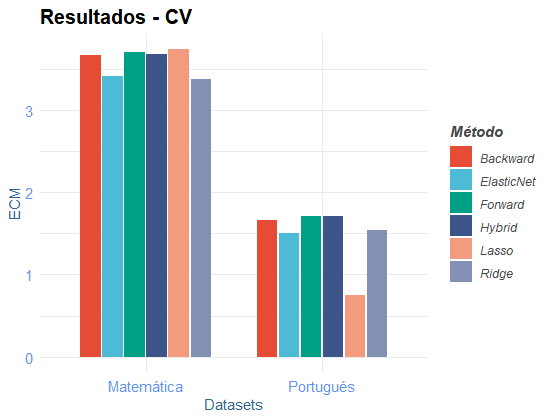 Resultados - CV
ECM
3
2
1
0
Matemática
Portugués
Datasets
Método
Backward
ElasticNet
Forward
Hybrid
Lasso
Ridge